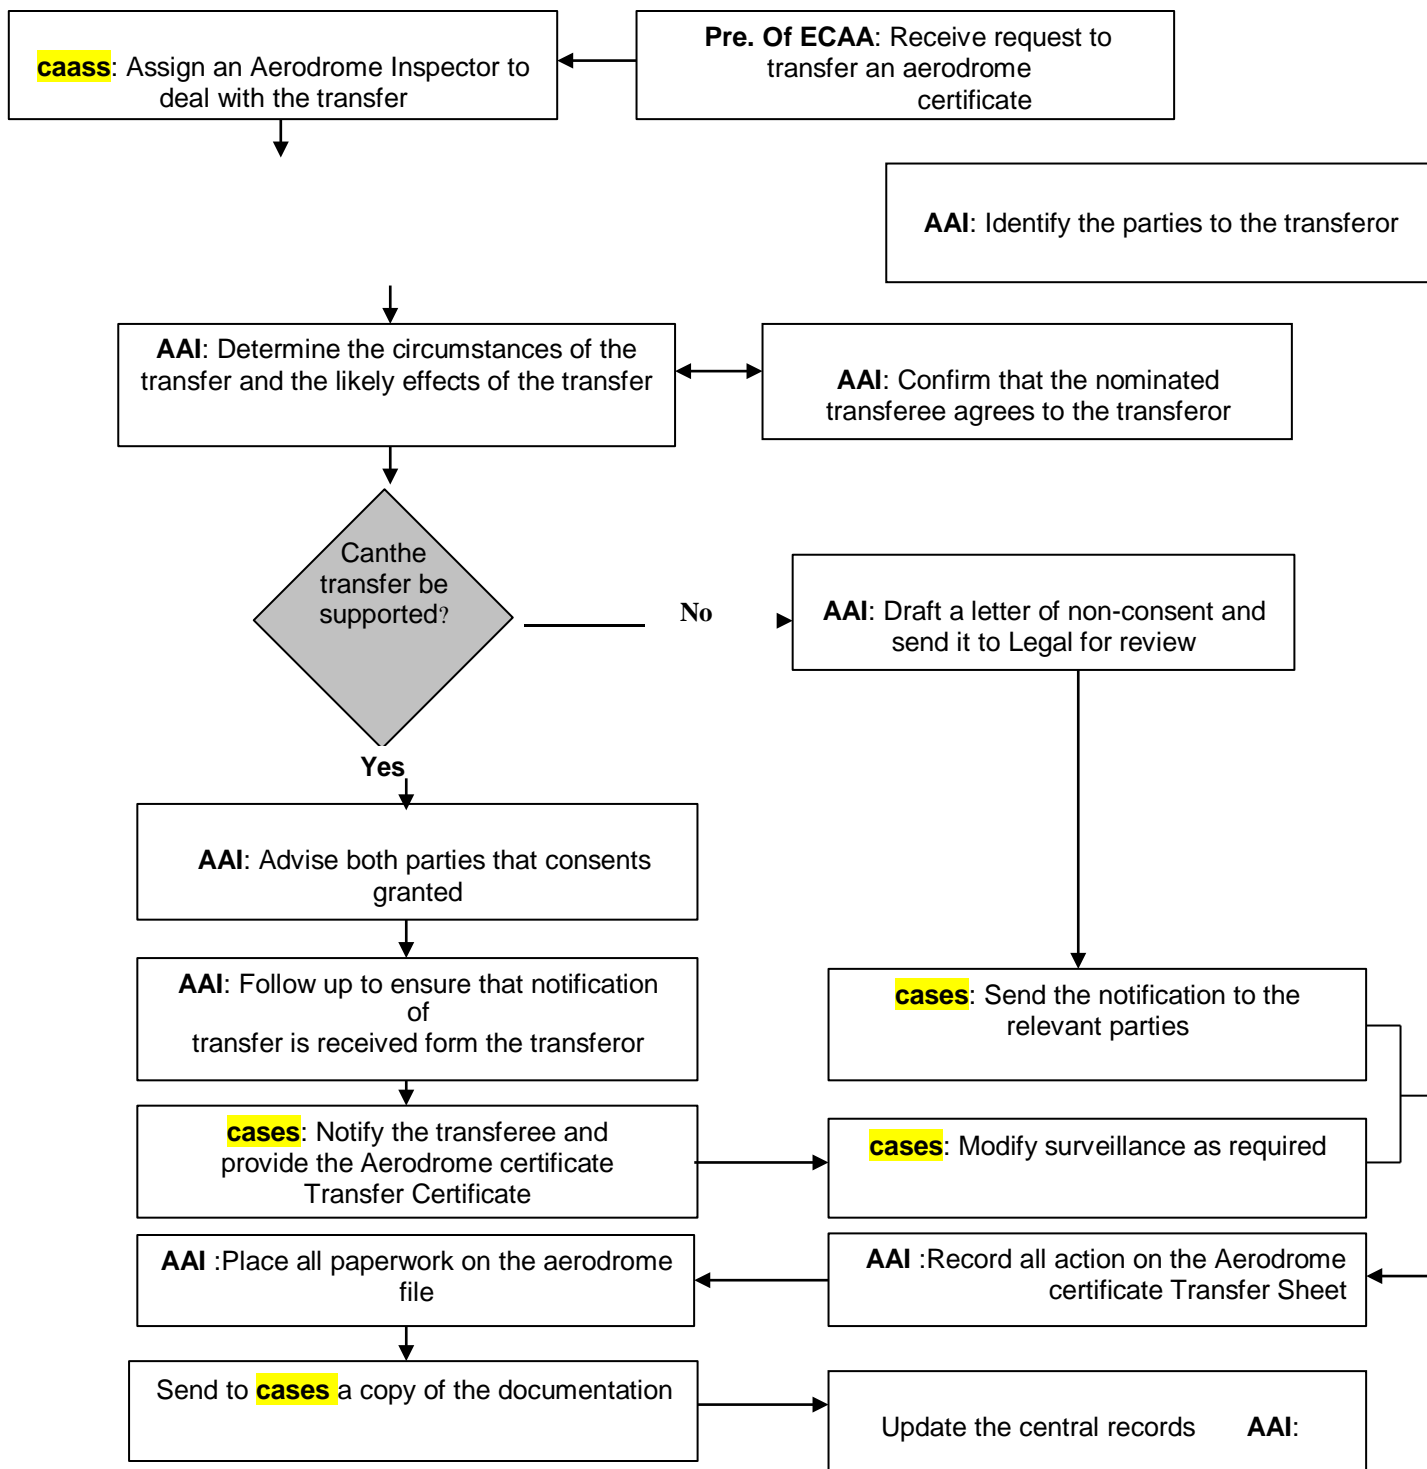 caass: Assign an Aerodrome Inspector to
deal with the transfer
Pre. Of ECAA: Receive request to
transfer an aerodrome
certificate
AAI: Identify the parties to the transferor
AAI: Determine the circumstances of the
transfer and the likely effects of the transfer
AAI: Confirm that the nominated
transferee agrees to the transferor
Canthe
transfer be
supported?
No
AAI: Draft a letter of non-consent and
send it to Legal for review
Yes
AAI: Advise both parties that consents
granted
AAI: Follow up to ensure that notification
of
transfer is received form the transferor
cases: Send the notification to the
relevant parties
cases: Notify the transferee and
provide the Aerodrome certificate
Transfer Certificate
cases: Modify surveillance as required
AAI :Place all paperwork on the aerodrome
file
AAI :Record all action on the Aerodrome
certificate Transfer Sheet
Send to cases a copy of the documentation
Update the central records AAI: